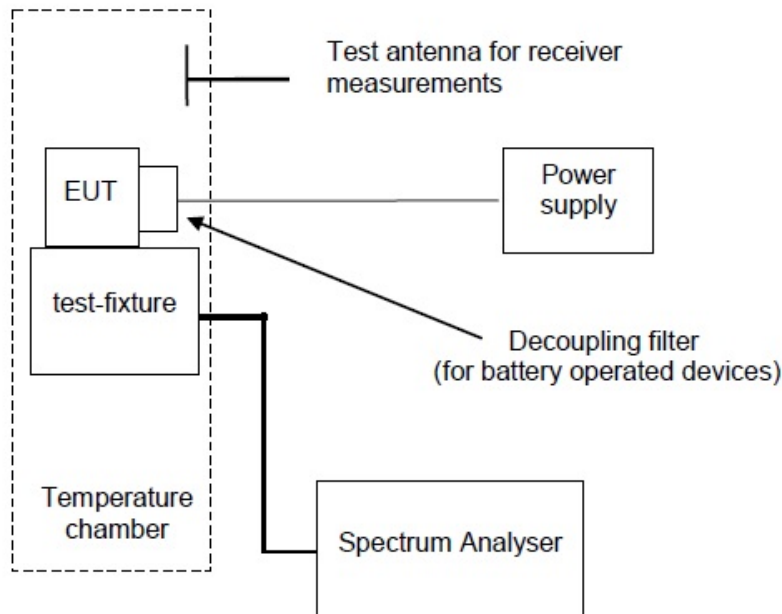 Test antenna for receiver
measurements
EUT
Power
supply
test-fixture
Decoupling filter
(for battery operated devices)
Temperature
chamber
Spectrum Analyser